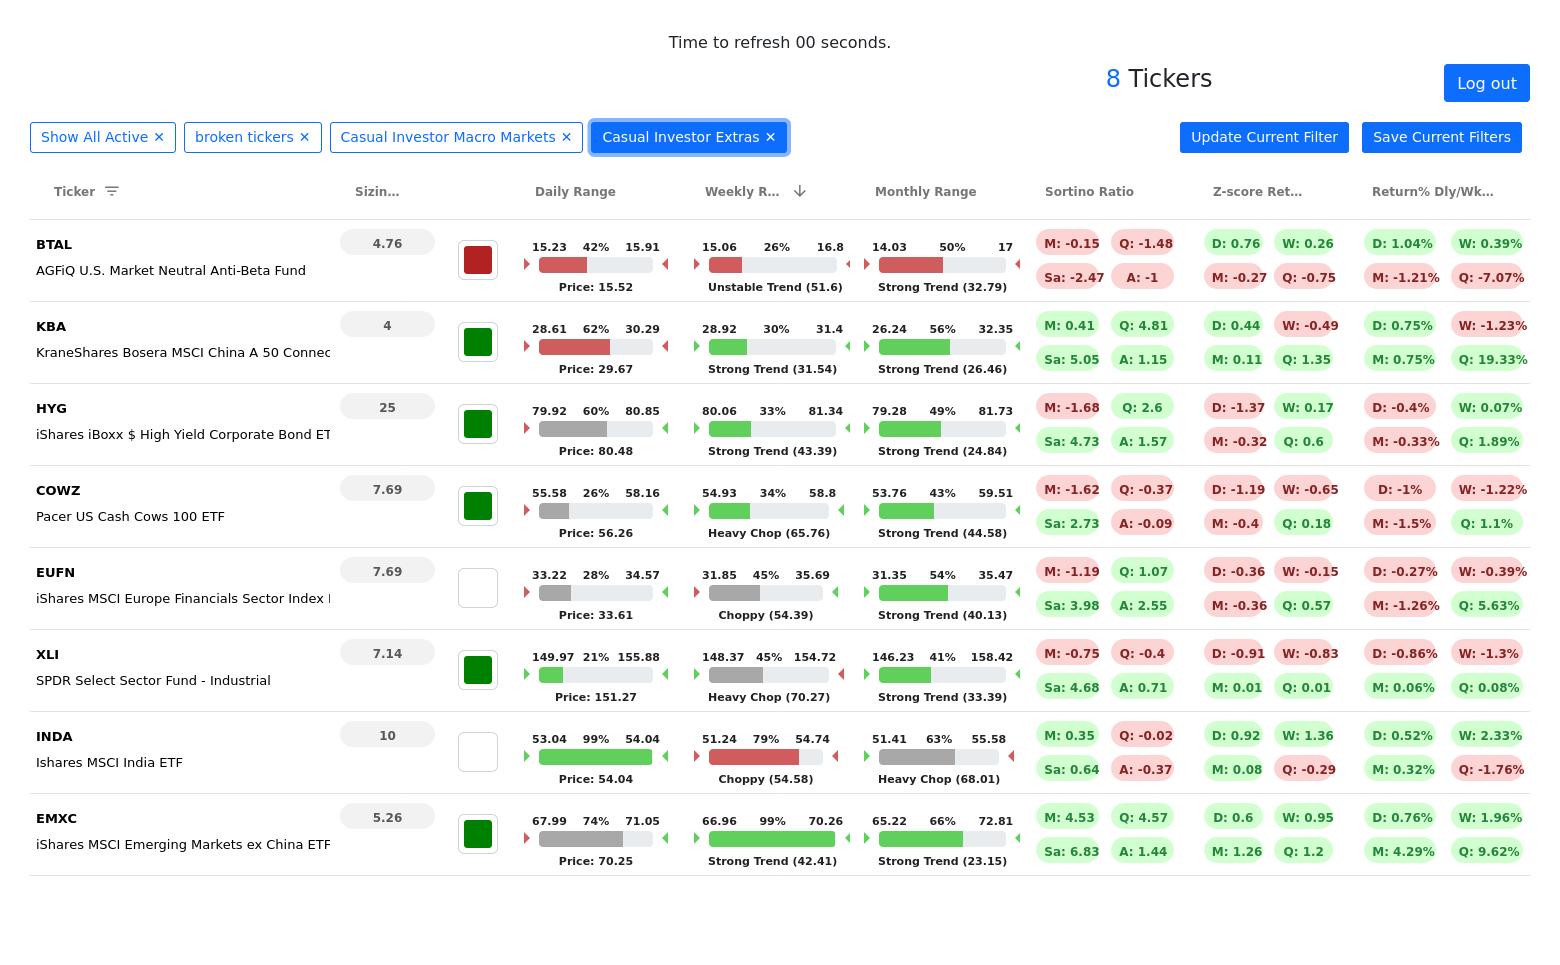 Time to refresh 00 seconds.
8 Tickers
Log out
Show All Active ✕ broken tickers ✕ Casual Investor Macro Markets ✕ Casual Investor Extras ✕ Update Current Filter Save Current Filters
Ticker Sizin... Daily Range Weekly R... Monthly Range Sortino Ratio Z-score Ret... Return% Dly/Wk...
BTAL 4.76 15.23 42% 15.91 15.06 26% 16.8 14.03 50% 17 M: -0.15 Q: -1.48 D: 0.76 W: 0.26 D: 1.04% W: 0.39%
AGFiQ U.S. Market Neutral Anti-Beta Fund Sa: -2.47 A: -1 M: -0.27 Q: -0.75 M: -1.21% Q: -7.07%
Price: 15.52 Unstable Trend (51.6) Strong Trend (32.79)
KBA 4 28.61 62% 30.29 28.92 30% 31.4 26.24 56% 32.35 M: 0.41 Q: 4.81 D: 0.44 W: -0.49 D: 0.75% W: -1.23%
KraneShares Bosera MSCI China A 50 Connec Sa: 5.05 A: 1.15 M: 0.11 Q: 1.35 M: 0.75% Q: 19.33%
Price: 29.67 Strong Trend (31.54) Strong Trend (26.46)
HYG 25 79.92 60% 80.85 80.06 33% 81.34 79.28 49% 81.73 M: -1.68 Q: 2.6 D: -1.37 W: 0.17 D: -0.4% W: 0.07%
iShares iBoxx $ High Yield Corporate Bond ET Sa: 4.73 A: 1.57 M: -0.32 Q: 0.6 M: -0.33% Q: 1.89%
Price: 80.48 Strong Trend (43.39) Strong Trend (24.84)
COWZ 7.69 55.58 26% 58.16 54.93 34% 58.8 53.76 43% 59.51 M: -1.62 Q: -0.37 D: -1.19 W: -0.65 D: -1% W: -1.22%
Pacer US Cash Cows 100 ETF Sa: 2.73 A: -0.09 M: -0.4 Q: 0.18 M: -1.5% Q: 1.1%
Price: 56.26 Heavy Chop (65.76) Strong Trend (44.58)
EUFN 7.69 33.22 28% 34.57 31.85 45% 35.69 31.35 54% 35.47 M: -1.19 Q: 1.07 D: -0.36 W: -0.15 D: -0.27% W: -0.39%
iShares MSCI Europe Financials Sector Index Sa: 3.98 A: 2.55 M: -0.36 Q: 0.57 M: -1.26% Q: 5.63%
Price: 33.61 Choppy (54.39) Strong Trend (40.13)
XLI 7.14 149.97 21% 155.88 148.37 45% 154.72 146.23 41% 158.42 M: -0.75 Q: -0.4 D: -0.91 W: -0.83 D: -0.86% W: -1.3%
SPDR Select Sector Fund - Industrial Sa: 4.68 A: 0.71 M: 0.01 Q: 0.01 M: 0.06% Q: 0.08%
Price: 151.27 Heavy Chop (70.27) Strong Trend (33.39)
INDA 10 53.04 99% 54.04 51.24 79% 54.74 51.41 63% 55.58 M: 0.35 Q: -0.02 D: 0.92 W: 1.36 D: 0.52% W: 2.33%
Ishares MSCI India ETF Sa: 0.64 A: -0.37 M: 0.08 Q: -0.29 M: 0.32% Q: -1.76%
Price: 54.04 Choppy (54.58) Heavy Chop (68.01)
EMXC 5.26 67.99 74% 71.05 66.96 99% 70.26 65.22 66% 72.81 M: 4.53 Q: 4.57 D: 0.6 W: 0.95 D: 0.76% W: 1.96%
iShares MSCI Emerging Markets ex China ETF Sa: 6.83 A: 1.44 M: 1.26 Q: 1.2 M: 4.29% Q: 9.62%
Price: 70.25 Strong Trend (42.41) Strong Trend (23.15)